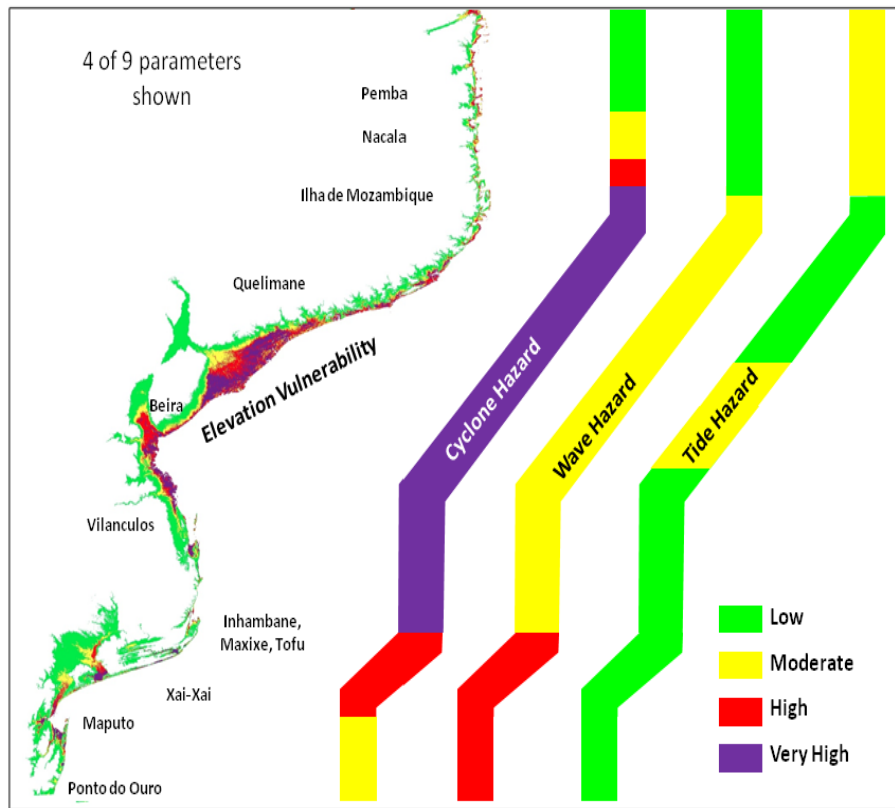 4 of 9 parameters
shown
Pemba
Nacala
Ilha de Mozambique
Quelimane
Elevation Vulnerability
Beira
Cyclone Hazard
Wave Hazard
Tide Hazard
Vilanculos
Inhambane,
Maxixe, Tofu
Xai-Xai
Maputo
Ponto do Ouro
Low
Moderate
High
Very High